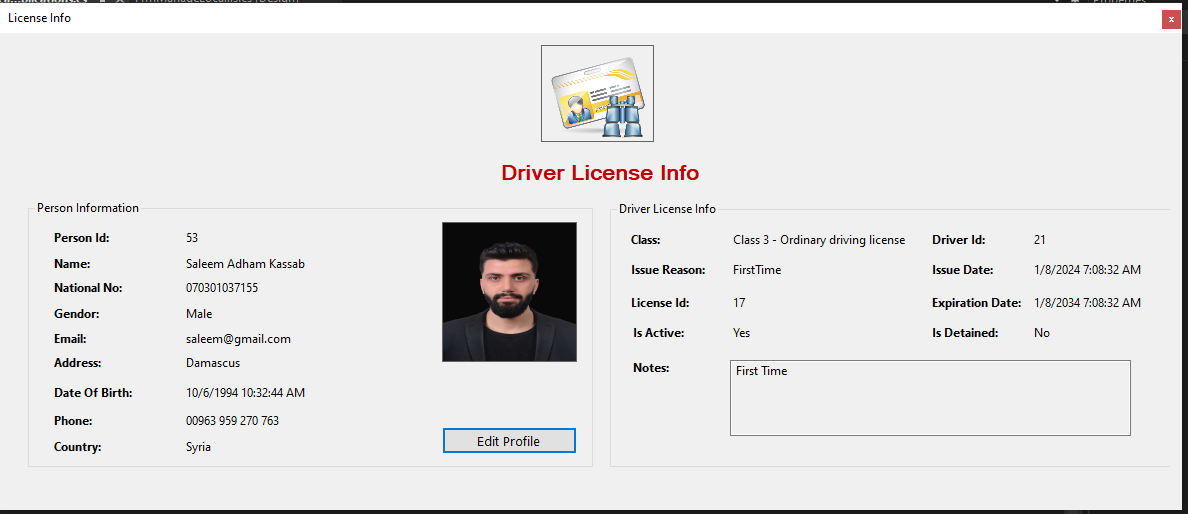 License Info
x
Driver License Info
Person Information
Person Id: 53
Name: Saleem Adham Kassab
National No: 070301037155
Gendor: Male
Email: saleem@gmail.com
Address: Damascus
Date Of Birth: 10/6/1994 10:32:44 AM
Phone: 00963 959 270 763
Country: Syria
Edit Profile
Driver License Info
Class: Class 3 - Ordinary driving license Driver Id: 21
Issue Reason: FirstTime Issue Date: 1/8/2024 7:08:32 AM
License Id: 17 Expiration Date: 1/8/2034 7:08:32 AM
Is Active: Yes Is Detained: No
Notes: First Time